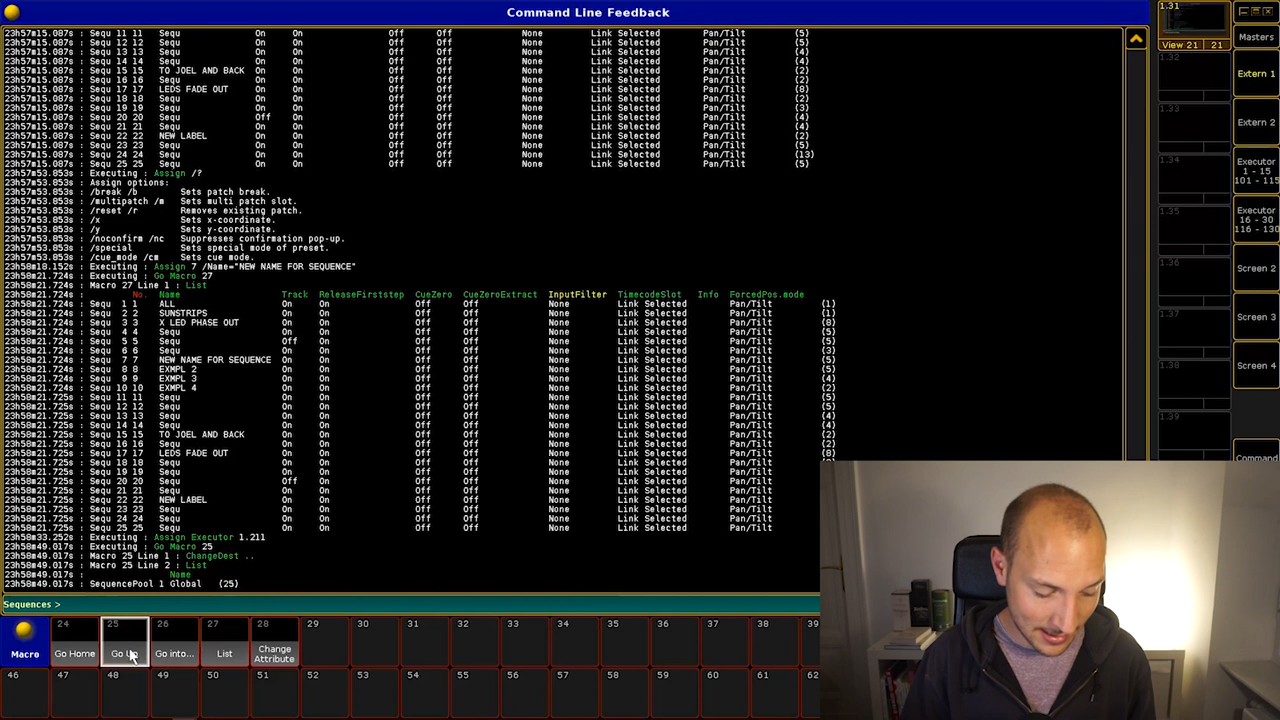 Command Line Feedback
23h57m15.087s : Sequ 11 11 Sequ On On Off Off None Link Selected Pan/Tilt (5)
23h57m15.087s : Sequ 12 12 Sequ On On Off Off None Link Selected Pan/Tilt (5)
23h57m15.087s : Sequ 13 13 Sequ On On Off Off None Link Selected Pan/Tilt (4)
23h57m15.087s : Sequ 14 14 Sequ On On Off Off None Link Selected Pan/Tilt (4)
23h57m15.087s : Sequ 15 15 TO JOEL AND BACK On On Off Off None Link Selected Pan/Tilt (2)
23h57m15.087s : Sequ 16 16 Sequ On On Off Off None Link Selected Pan/Tilt (2)
23h57m15.087s : Sequ 17 17 LEDS FADE OUT On On Off Off None Link Selected Pan/Tilt (8)
23h57m15.087s : Sequ 18 18 Sequ On On Off Off None Link Selected Pan/Tilt (2)
23h57m15.087s : Sequ 19 19 Sequ On On Off Off None Link Selected Pan/Tilt (3)
23h57m15.087s : Sequ 20 20 Sequ Off On Off Off None Link Selected Pan/Tilt (4)
23h57m15.087s : Sequ 21 21 Sequ On On Off Off None Link Selected Pan/Tilt (4)
23h57m15.087s : Sequ 22 22 NEW LABEL On On Off Off None Link Selected Pan/Tilt (2)
23h57m15.087s : Sequ 23 23 Sequ On On Off Off None Link Selected Pan/Tilt (5)
23h57m15.087s : Sequ 24 24 Sequ On On Off Off None Link Selected Pan/Tilt (13)
23h57m15.087s : Sequ 25 25 Sequ On On Off Off None Link Selected Pan/Tilt (5)
23h57m53.853s : Executing : Assign /?
23h57m53.853s : Assign options:
23h57m53.853s : /break /b Sets patch break.
23h57m53.853s : /multipatch /m Sets multi patch slot.
23h57m53.853s : /reset /r Removes existing patch.
23h57m53.853s : /x Sets x-coordinate.
23h57m53.853s : /y Sets y-coordinate.
23h57m53.853s : /noconfirm /nc Suppresses confirmation pop-up.
23h57m53.853s : /special Sets special mode of preset.
23h57m53.853s : /cue_mode /cm Sets cue mode.
23h58m18.152s : Executing : Assign 7 /Name="NEW NAME FOR SEQUENCE"
23h58m21.724s : Executing : Go Macro 27
23h58m21.724s : Macro 27 Line 1 : List
23h58m21.724s : No. Name Track ReleaseFirststep CueZero CueZeroExtract InputFilter TimecodeSlot Info ForcedPos.mode
23h58m21.724s : Sequ 1 1 ALL On On Off Off None Link Selected Pan/Tilt (1)
23h58m21.724s : Sequ 2 2 SUNSTRIPS On On Off Off None Link Selected Pan/Tilt (1)
23h58m21.724s : Sequ 3 3 X LED PHASE OUT On On Off Off None Link Selected Pan/Tilt (8)
23h58m21.724s : Sequ 4 4 Sequ On On Off Off None Link Selected Pan/Tilt (5)
23h58m21.724s : Sequ 5 5 Sequ Off On Off Off None Link Selected Pan/Tilt (5)
23h58m21.724s : Sequ 6 6 Sequ On On Off Off None Link Selected Pan/Tilt (3)
23h58m21.724s : Sequ 7 7 NEW NAME FOR SEQUENCE On On Off Off None Link Selected Pan/Tilt (5)
23h58m21.724s : Sequ 8 8 EXMPL 2 On On Off Off None Link Selected Pan/Tilt (5)
23h58m21.724s : Sequ 9 9 EXMPL 3 On On Off Off None Link Selected Pan/Tilt (4)
23h58m21.724s : Sequ 10 10 EXMPL 4 On On Off Off None Link Selected Pan/Tilt (2)
23h58m21.725s : Sequ 11 11 Sequ On On Off Off None Link Selected Pan/Tilt (5)
23h58m21.725s : Sequ 12 12 Sequ On On Off Off None Link Selected Pan/Tilt (5)
23h58m21.725s : Sequ 13 13 Sequ On On Off Off None Link Selected Pan/Tilt (4)
23h58m21.725s : Sequ 14 14 Sequ On On Off Off None Link Selected Pan/Tilt (4)
23h58m21.725s : Sequ 15 15 TO JOEL AND BACK On On Off Off None Link Selected Pan/Tilt (2)
23h58m21.725s : Sequ 16 16 Sequ On On Off Off None Link Selected Pan/Tilt (2)
23h58m21.725s : Sequ 17 17 LEDS FADE OUT On On Off Off None Link Selected Pan/Tilt (8)
23h58m21.725s : Sequ 18 18 Sequ On On Off Off None Link Selected Pan/Tilt
23h58m21.725s : Sequ 19 19 Sequ On On Off Off None Link Selected Pan/Tilt
23h58m21.725s : Sequ 20 20 Sequ Off On Off Off None Link Selected Pan/Tilt
23h58m21.725s : Sequ 21 21 Sequ On On Off Off None Link Selected Pan/Tilt
23h58m21.725s : Sequ 22 22 NEW LABEL On On Off Off None Link Selected Pan/Tilt
23h58m21.725s : Sequ 23 23 Sequ On On Off Off None Link Selected Pan/Tilt
23h58m21.725s : Sequ 24 24 Sequ On On Off Off None Link Selected Pan/Tilt
23h58m21.725s : Sequ 25 25 Sequ On On Off Off None Link Selected Pan/Tilt
23h58m33.252s : Executing : Assign Executor 1.211
23h58m49.017s : Executing : Go Macro 25
23h58m49.017s : Macro 25 Line 1 : ChangeDest ..
23h58m49.017s : Macro 25 Line 2 : List
23h58m49.017s : Name
23h58m49.017s : SequencePool 1 Global (25)
Sequences >
Macro
24 25 26 27 28 29 30 31 32 33 34 35 36 37 38 39
Go Home Go Into... List Change
Attribute
46 47 48 49 50 51 52 53 54 55 56 57 58 59 60 61 62
1.31
View 21 21
1.32
1.33
1.34
1.35
1.36
1.37
1.38
1.39
Masters
Extern 1
Extern 2
Executor
1 - 15
101 - 115
Executor
16 - 30
116 - 130
Screen 2
Screen 3
Screen 4
Command